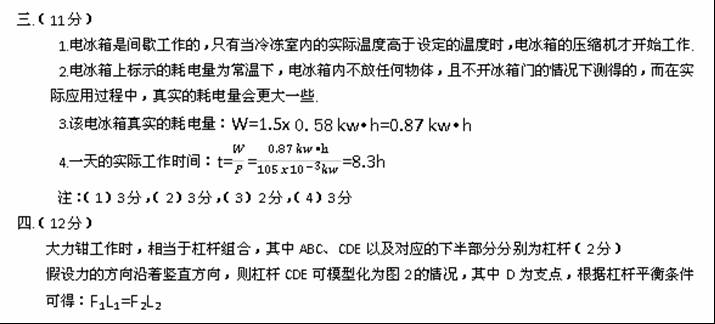 三.（11分）
1.电冰箱是间歇工作的，只有当冷冻室内的实际温度高于设定的温度时，电冰箱的压缩机才开始工作.
2.电冰箱上标示的耗电量为常温下，电冰箱内不放任何物体，且不开冰箱门的情况下测得的，而在实
际应用过程中，真实的耗电量会更大一些.
3.该电冰箱真实的耗电量：W=1.5x 0.58 kw•h=0.87 kw•h
4.一天的实际工作时间：t=W/P=0.87 kw•h/105x10⁻³kw=8.3h
注：（1）3分，（2）3分，（3）2分，（4）3分
四.（12分）
大力钳工作时，相当于杠杆组合，其中 ABC、CDE 以及对应的下半部分分别为杠杆（2分）
假设力的方向沿着竖直方向，则杠杆 CDE 可模型化为图 2 的情况，其中 D 为支点，根据杠杆平衡条件
可得：F₁L₁=F₂L₂